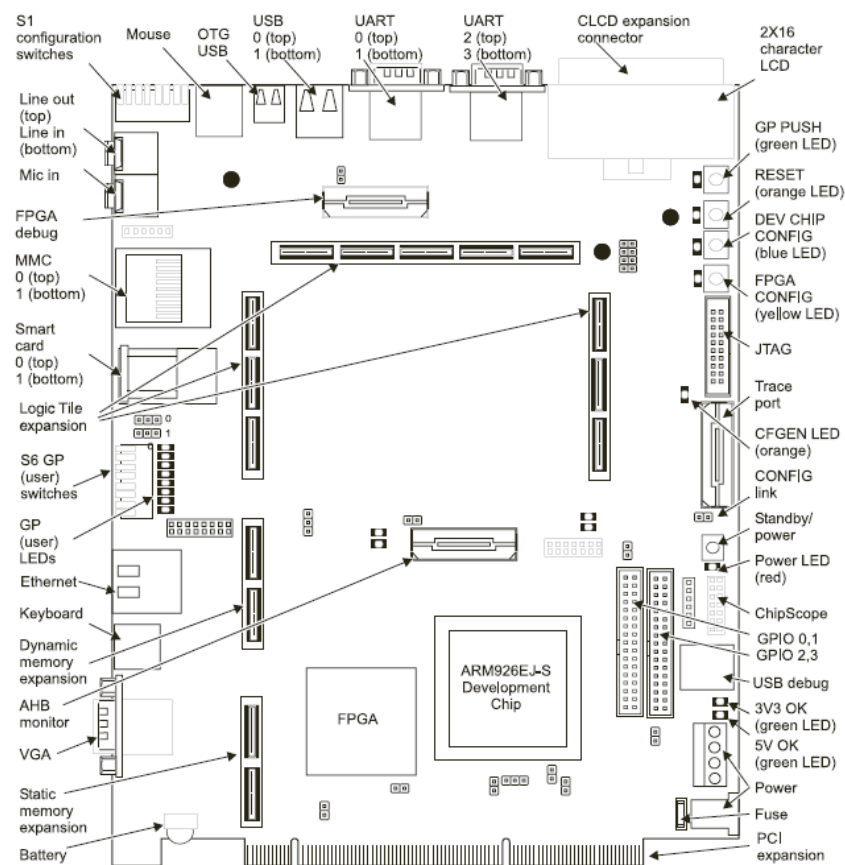 S1
configuration
switches
Mouse
OTG
USB
USB
0 (top)
1 (bottom)
UART
0 (top)
1 (bottom)
UART
2 (top)
3 (bottom)
CLCD expansion
connector
2X16
character
LCD
Line out
(top)
Line in
(bottom)
Mic in
FPGA
debug
MMC
0 (top)
1 (bottom)
Smart
card
0 (top)
1 (bottom)
Logic Tile
expansion
0
1
S6 GP
(user)
switches
GP
(user)
LEDs
Ethernet
Keyboard
Dynamic
memory
expansion
AHB
monitor
VGA
Static
memory
expansion
Battery
FPGA
ARM926EJ-S
Development
Chip
GP PUSH
(green LED)
RESET
(orange LED)
DEV CHIP
CONFIG
(blue LED)
FPGA
CONFIG
(yellow LED)
JTAG
Trace
port
CFGEN LED
(orange)
CONFIG
link
Standby/
power
Power LED
(red)
ChipScope
GPIO 0,1
GPIO 2,3
USB debug
3V3 OK
(green LED)
5V OK
(green LED)
Power
Fuse
PCI
expansion